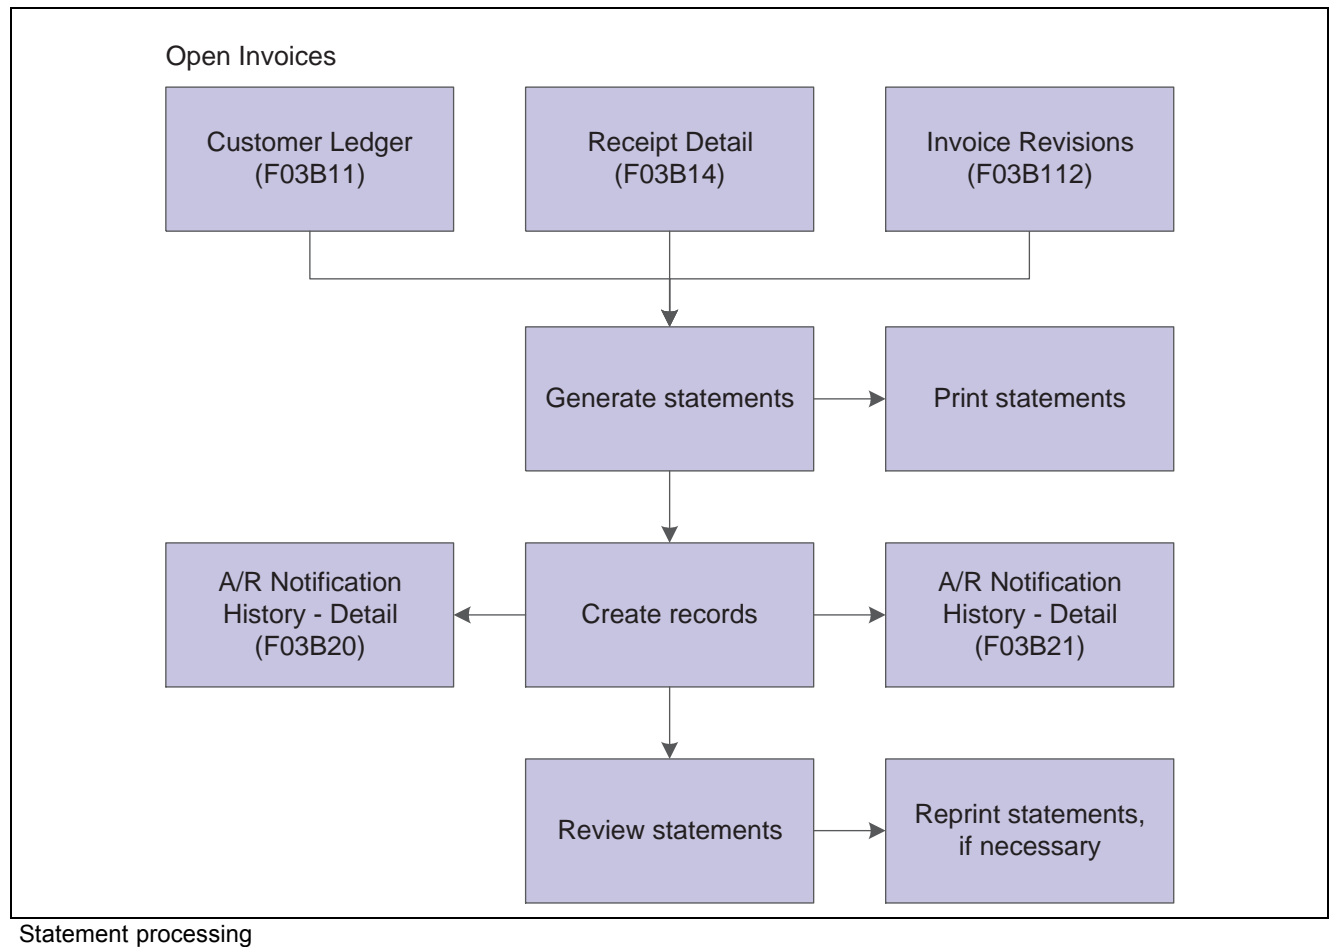 Open Invoices
Customer Ledger
(F03B11)
Receipt Detail
(F03B14)
Invoice Revisions
(F03B112)
Generate statements
Print statements
A/R Notification
History - Detail
(F03B20)
Create records
A/R Notification
History - Detail
(F03B21)
Review statements
Reprint statements,
if necessary
Statement processing